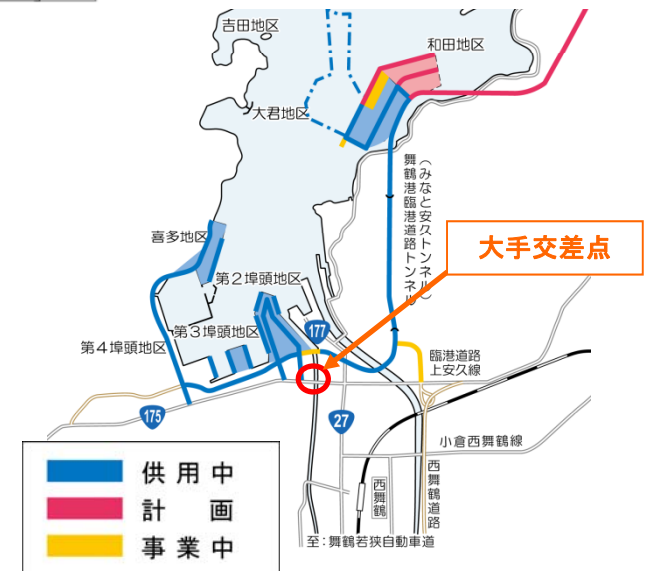 吉田地区
和田地区
大君地区
舞鶴港臨港道路トンネル
(みなと安久トンネル)
大手交差点
喜多地区
第2埠頭地区
第3埠頭地区
177
第4埠頭地区
臨港道路
上安久線
175
27
小倉西舞鶴線
西舞鶴道路
西舞鶴
至:舞鶴若狭自動車道
供用中
計画
事業中